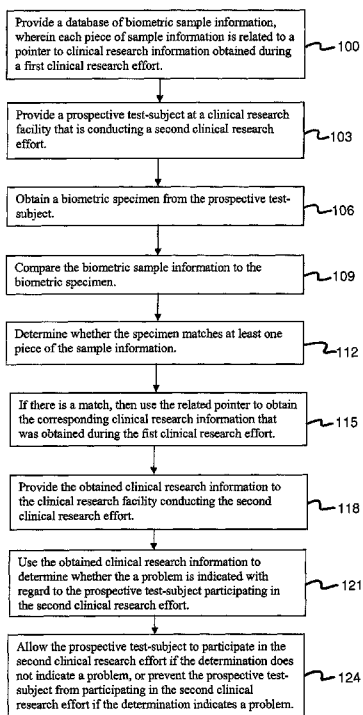 Provide a database of biometric sample information,
wherein each piece of sample information is related to a
pointer to clinical research information obtained during
a first clinical research effort.
100
Provide a prospective test-subject at a clinical research
facility that is conducting a second clinical research
effort.
103
Obtain a biometric specimen from the prospective test-
subject.
106
Compare the biometric sample information to the
biometric specimen.
109
Determine whether the specimen matches at least one
piece of the sample information.
112
If there is a match, then use the related pointer to obtain
the corresponding clinical research information that
was obtained during the fist clinical research effort.
115
Provide the obtained clinical research information to
the clinical research facility conducting the second
clinical research effort.
118
Use the obtained clinical research information to
determine whether the a problem is indicated with
regard to the prospective test-subject participating in
the second clinical research effort.
121
Allow the prospective test-subject to participate in the
second clinical research effort if the determination does
not indicate a problem, or prevent the prospective test-
subject from participating in the second clinical
research effort if the determination indicates a problem.
124